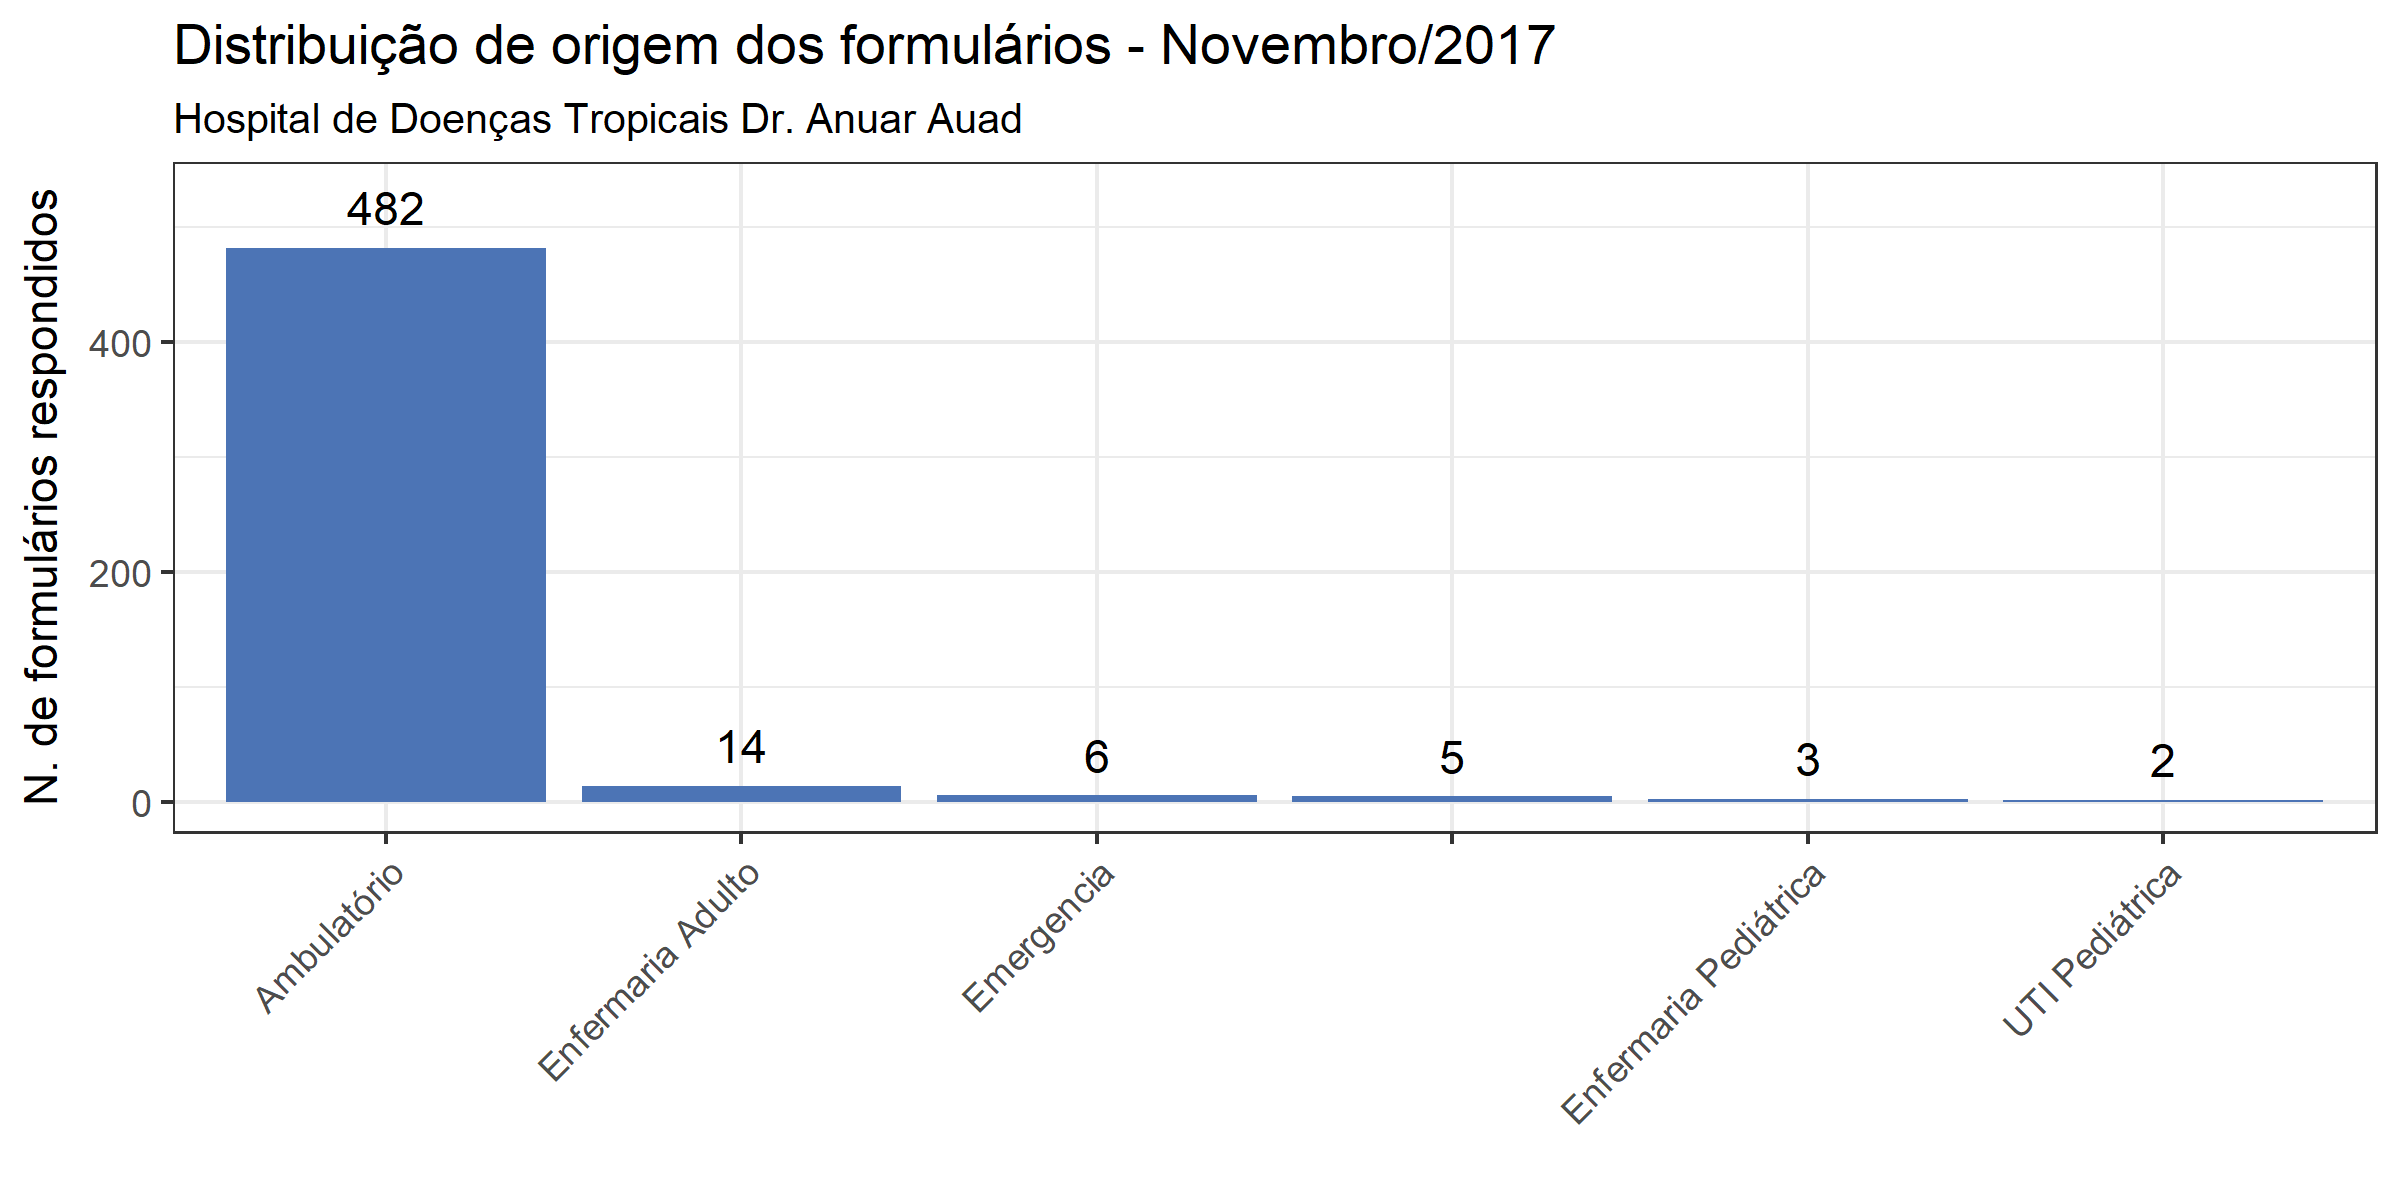 Distribuição de origem dos formulários - Novembro/2017
Hospital de Doenças Tropicais Dr. Anuar Auad
N. de formulários respondidos
482
400
200
0
14
6
5
3
2
Ambulatório
Enfermaria Adulto
Emergencia
Enfermaria Pediátrica
UTI Pediátrica